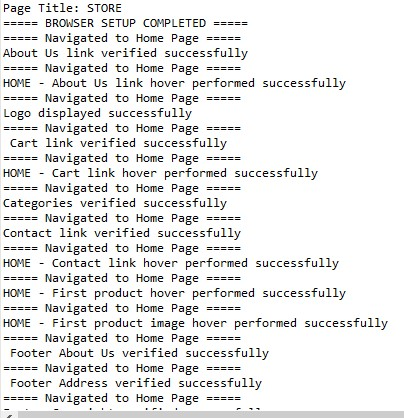 Page Title: STORE
===== BROWSER SETUP COMPLETED =====
===== Navigated to Home Page =====
About Us link verified successfully
===== Navigated to Home Page =====
HOME - About Us link hover performed successfully
===== Navigated to Home Page =====
Logo displayed successfully
===== Navigated to Home Page =====
 Cart link verified successfully
===== Navigated to Home Page =====
HOME - Cart link hover performed successfully
===== Navigated to Home Page =====
Categories verified successfully
===== Navigated to Home Page =====
Contact link verified successfully
===== Navigated to Home Page =====
HOME - Contact link hover performed successfully
===== Navigated to Home Page =====
HOME - First product hover performed successfully
===== Navigated to Home Page =====
HOME - First product image hover performed successfully
===== Navigated to Home Page =====
 Footer About Us verified successfully
===== Navigated to Home Page =====
 Footer Address verified successfully
===== Navigated to Home Page =====